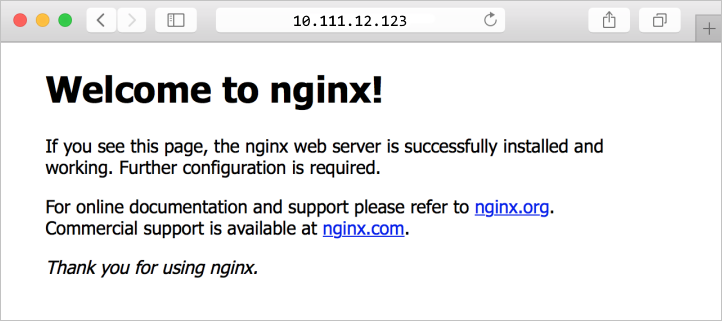 10.111.12.123
Welcome to nginx!
If you see this page, the nginx web server is successfully installed and
working. Further configuration is required.
For online documentation and support please refer to nginx.org.
Commercial support is available at nginx.com.
Thank you for using nginx.